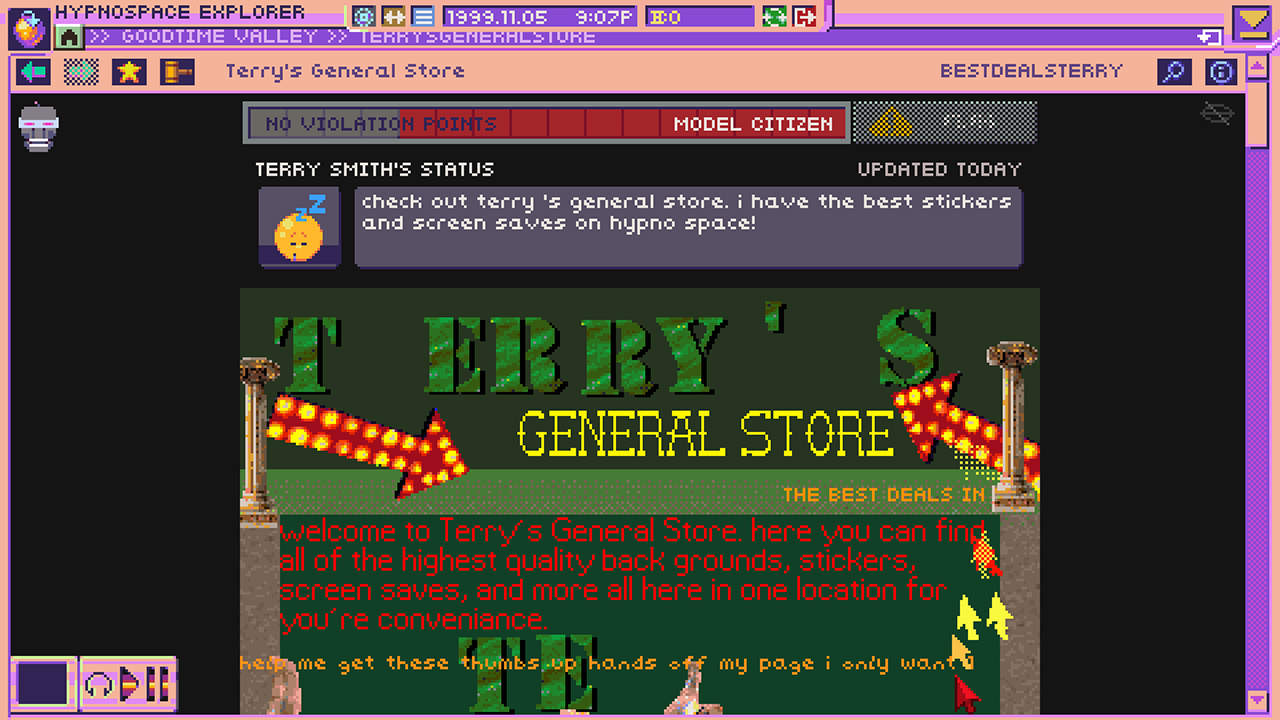 HYPNOSPACE EXPLORER
1999.11.05 9:07P
:0
>> GOODTIME VALLEY >> TERRYSGENERALSTORE
Terry's General Store
BESTDEALSTERRY
NO VIOLATION POINTS
MODEL CITIZEN
TERRY SMITH'S STATUS
UPDATED TODAY
check out terry 's general store. i have the best stickers
and screen saves on hypno space!
T ERRY' S
GENERAL STORE
THE BEST DEALS IN
welcome to Terry's General Store. here you can find
all of the highest quality back grounds, stickers,
screen saves, and more all here in one location for
you're conveniance.
help me get these thumbs up hands off my page i only want
TE